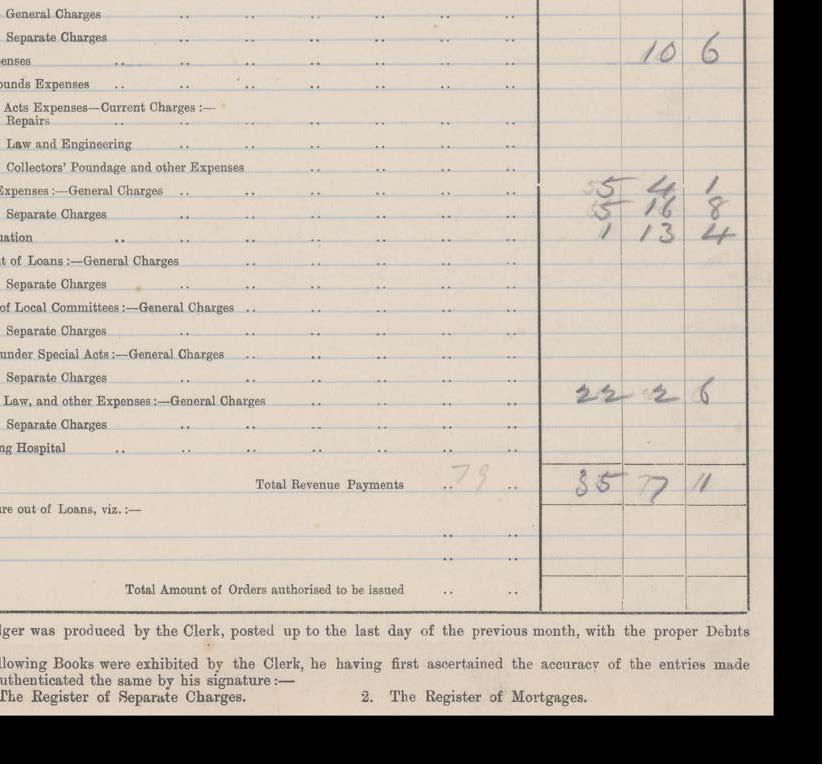 General Charges .. .. .. .. .. ..
Separate Charges .. .. .. .. .. .. 10 6
enses .. .. .. .. .. .. ..
ounds Expenses .. .. .. .. .. .. ..
Acts Expenses—Current Charges :—
Repairs .. .. .. .. .. ..
Law and Engineering .. .. .. .. ..
Collectors' Poundage and other Expenses .. .. .. ..
Expenses :—General Charges .. .. .. .. .. .. 5 4 1
Separate Charges .. .. .. .. .. .. 5 16 8
uation .. .. .. .. .. .. .. 1 13 4
t of Loans :—General Charges .. .. .. .. ..
Separate Charges .. .. .. .. .. ..
of Local Committees :—General Charges .. .. .. .. ..
Separate Charges .. .. .. .. .. ..
under Special Acts :—General Charges .. .. .. .. ..
Separate Charges .. .. .. .. .. ..
Law, and other Expenses :—General Charges .. .. .. .. 22 2 6
Separate Charges .. .. .. .. .. ..
ng Hospital .. .. .. .. .. .. ..
Total Revenue Payments .. 79 .. 35 7 11
re out of Loans, viz. :—
.. ..
.. ..
Total Amount of Orders authorised to be issued .. ..
dger was produced by the Clerk, posted up to the last day of the previous month, with the proper Debits
llowing Books were exhibited by the Clerk, he having first ascertained the accuracy of the entries made
uthenticated the same by his signature :—
The Register of Separate Charges. 2. The Register of Mortgages.